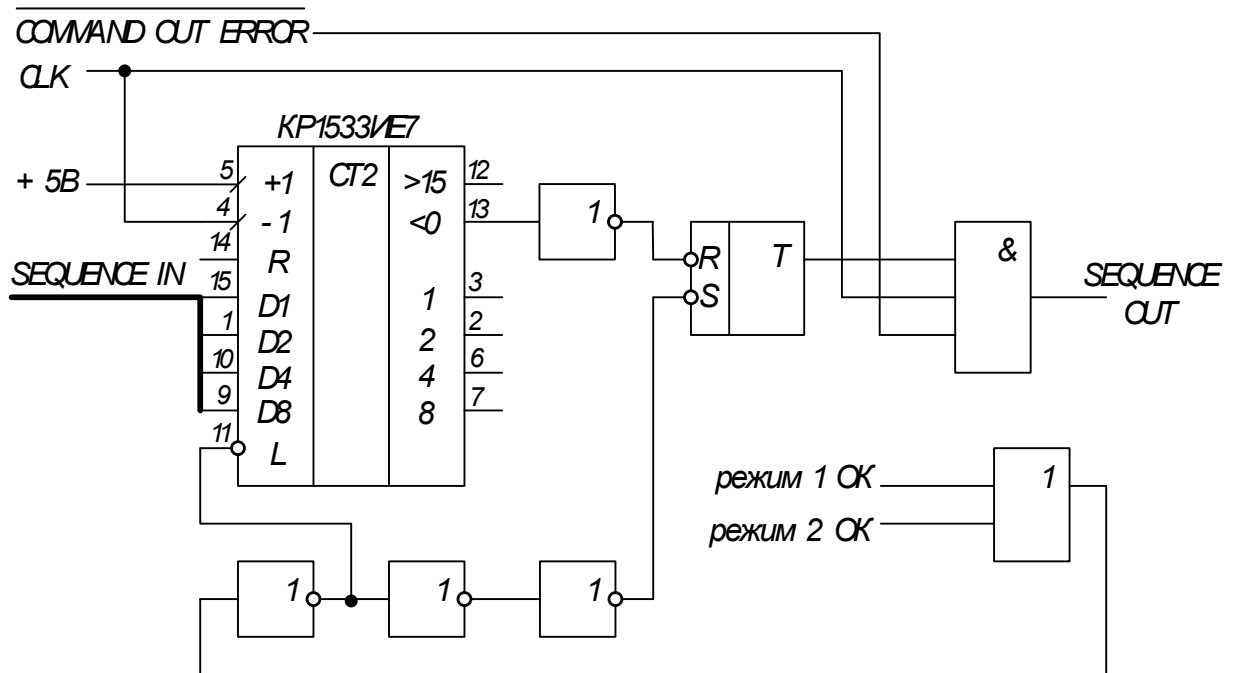 COMMAND OUT ERROR
CLK
КР1533ИЕ7
+ 5В
5 +1 CT2 >15 12
4 -1 <0 13
1
14 R
R T
&
SEQUENCE IN
15 D1 1 3
S
SEQUENCE OUT
1 D2 2 2
10 D4 4 6
9 D8 8 7
11 L
режим 1 ОК
1
режим 2 ОК
1 1 1